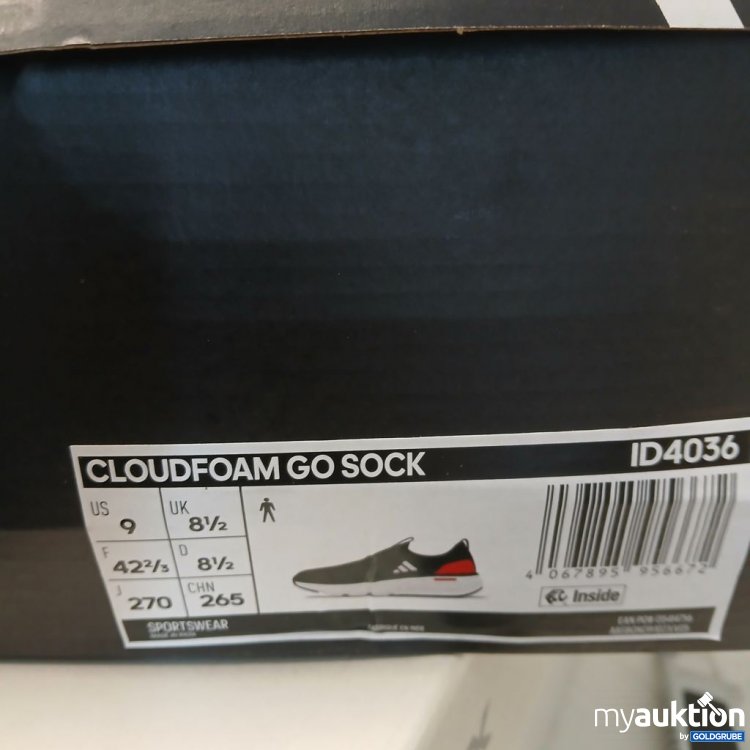 CLOUDFOAM GO SOCK ID4036
US 9 UK 8½
F 42⅔ D 8½
J 270 CHN 265
4 067895 956672
Inside
SPORTSWEAR
myauktion
by GOLDGRUBE